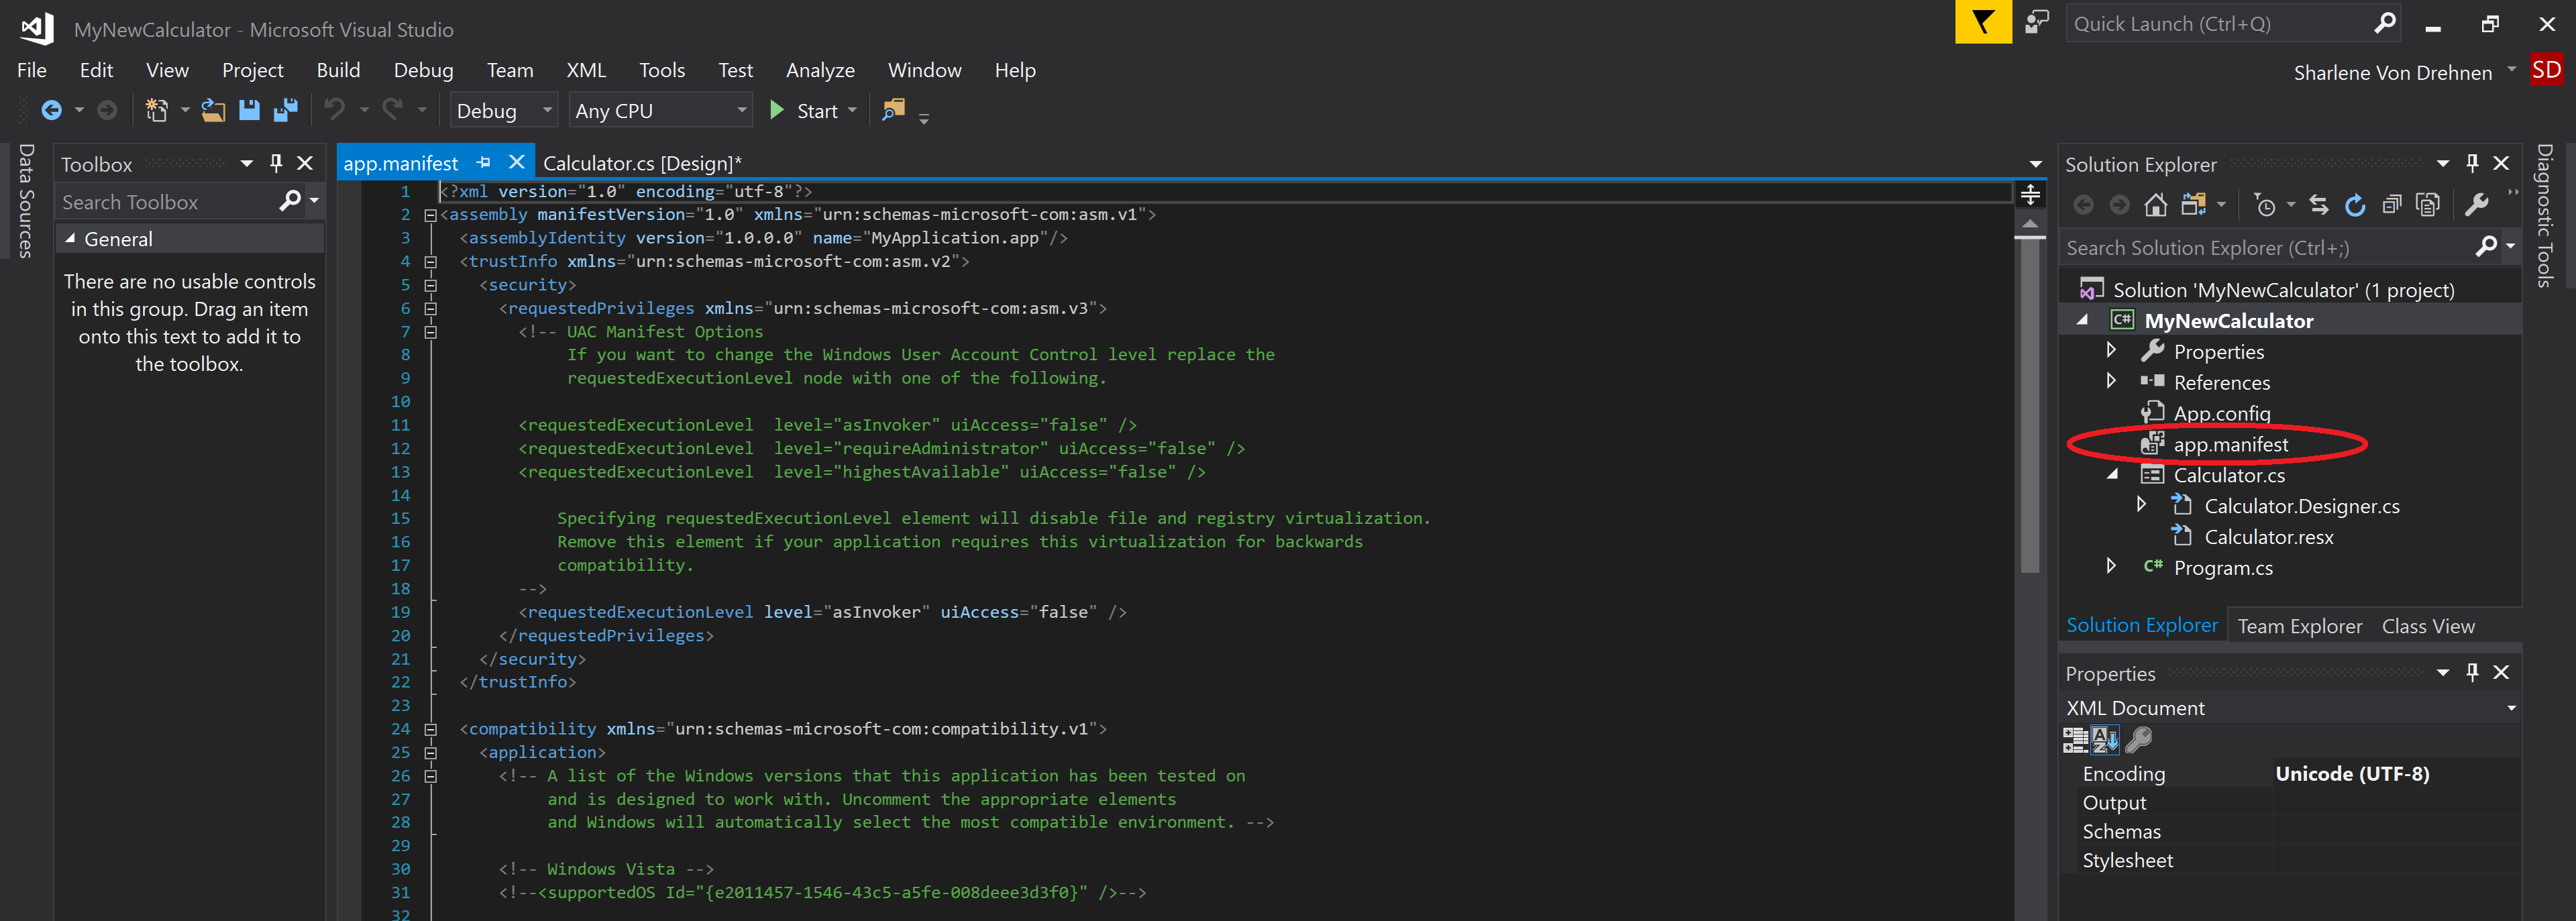 MyNewCalculator - Microsoft Visual Studio
Quick Launch (Ctrl+Q)
File Edit View Project Build Debug Team XML Tools Test Analyze Window Help
Sharlene Von Drehnen SD
Debug Any CPU Start
Data Sources
Toolbox
Search Toolbox
General
There are no usable controls
in this group. Drag an item
onto this text to add it to
the toolbox.
app.manifest Calculator.cs [Design]*
1 <?xml version="1.0" encoding="utf-8"?>
2 <assembly manifestVersion="1.0" xmlns="urn:schemas-microsoft-com:asm.v1">
3 <assemblyIdentity version="1.0.0.0" name="MyApplication.app"/>
4 <trustInfo xmlns="urn:schemas-microsoft-com:asm.v2">
5 <security>
6 <requestedPrivileges xmlns="urn:schemas-microsoft-com:asm.v3">
7 <!-- UAC Manifest Options
8 If you want to change the Windows User Account Control level replace the
9 requestedExecutionLevel node with one of the following.
10
11 <requestedExecutionLevel  level="asInvoker" uiAccess="false" />
12 <requestedExecutionLevel  level="requireAdministrator" uiAccess="false" />
13 <requestedExecutionLevel  level="highestAvailable" uiAccess="false" />
14
15 Specifying requestedExecutionLevel element will disable file and registry virtualization.
16 Remove this element if your application requires this virtualization for backwards
17 compatibility.
18 -->
19 <requestedExecutionLevel level="asInvoker" uiAccess="false" />
20 </requestedPrivileges>
21 </security>
22 </trustInfo>
23
24 <compatibility xmlns="urn:schemas-microsoft-com:compatibility.v1">
25 <application>
26 <!-- A list of the Windows versions that this application has been tested on
27 and is designed to work with. Uncomment the appropriate elements
28 and Windows will automatically select the most compatible environment. -->
29
30 <!-- Windows Vista -->
31 <!--<supportedOS Id="{e2011457-1546-43c5-a5fe-008deee3d3f0}" />-->
32
Solution Explorer
Search Solution Explorer (Ctrl+;)
Solution 'MyNewCalculator' (1 project)
C# MyNewCalculator
Properties
References
App.config
app.manifest
Calculator.cs
Calculator.Designer.cs
Calculator.resx
C# Program.cs
Solution Explorer Team Explorer Class View
Properties
XML Document
Encoding Unicode (UTF-8)
Output
Schemas
Stylesheet
Diagnostic Tools